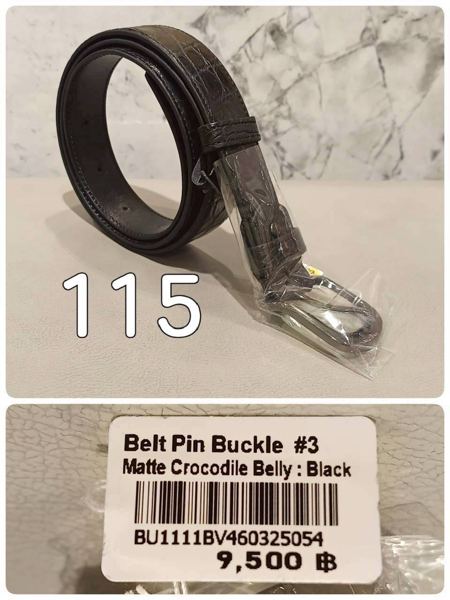 115
Belt Pin Buckle #3
Matte Crocodile Belly : Black
BU1111BV460325054
9,500 ฿